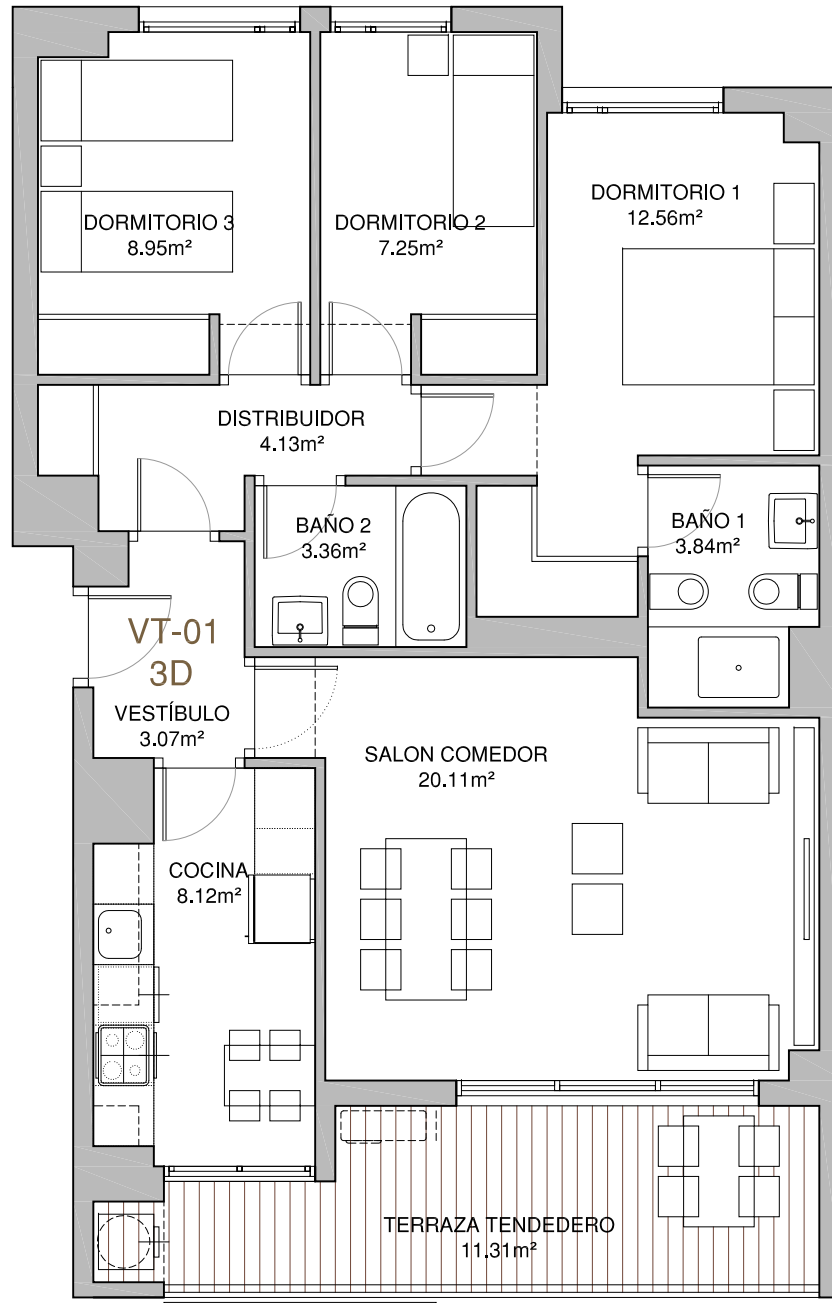 DORMITORIO 3
8.95m²
DORMITORIO 2
7.25m²
DORMITORIO 1
12.56m²
DISTRIBUIDOR
4.13m²
BAÑO 2
3.36m²
BAÑO 1
3.84m²
VT-01
3D
VESTÍBULO
3.07m²
SALON COMEDOR
20.11m²
COCINA
8.12m²
TERRAZA TENDEDERO
11.31m²